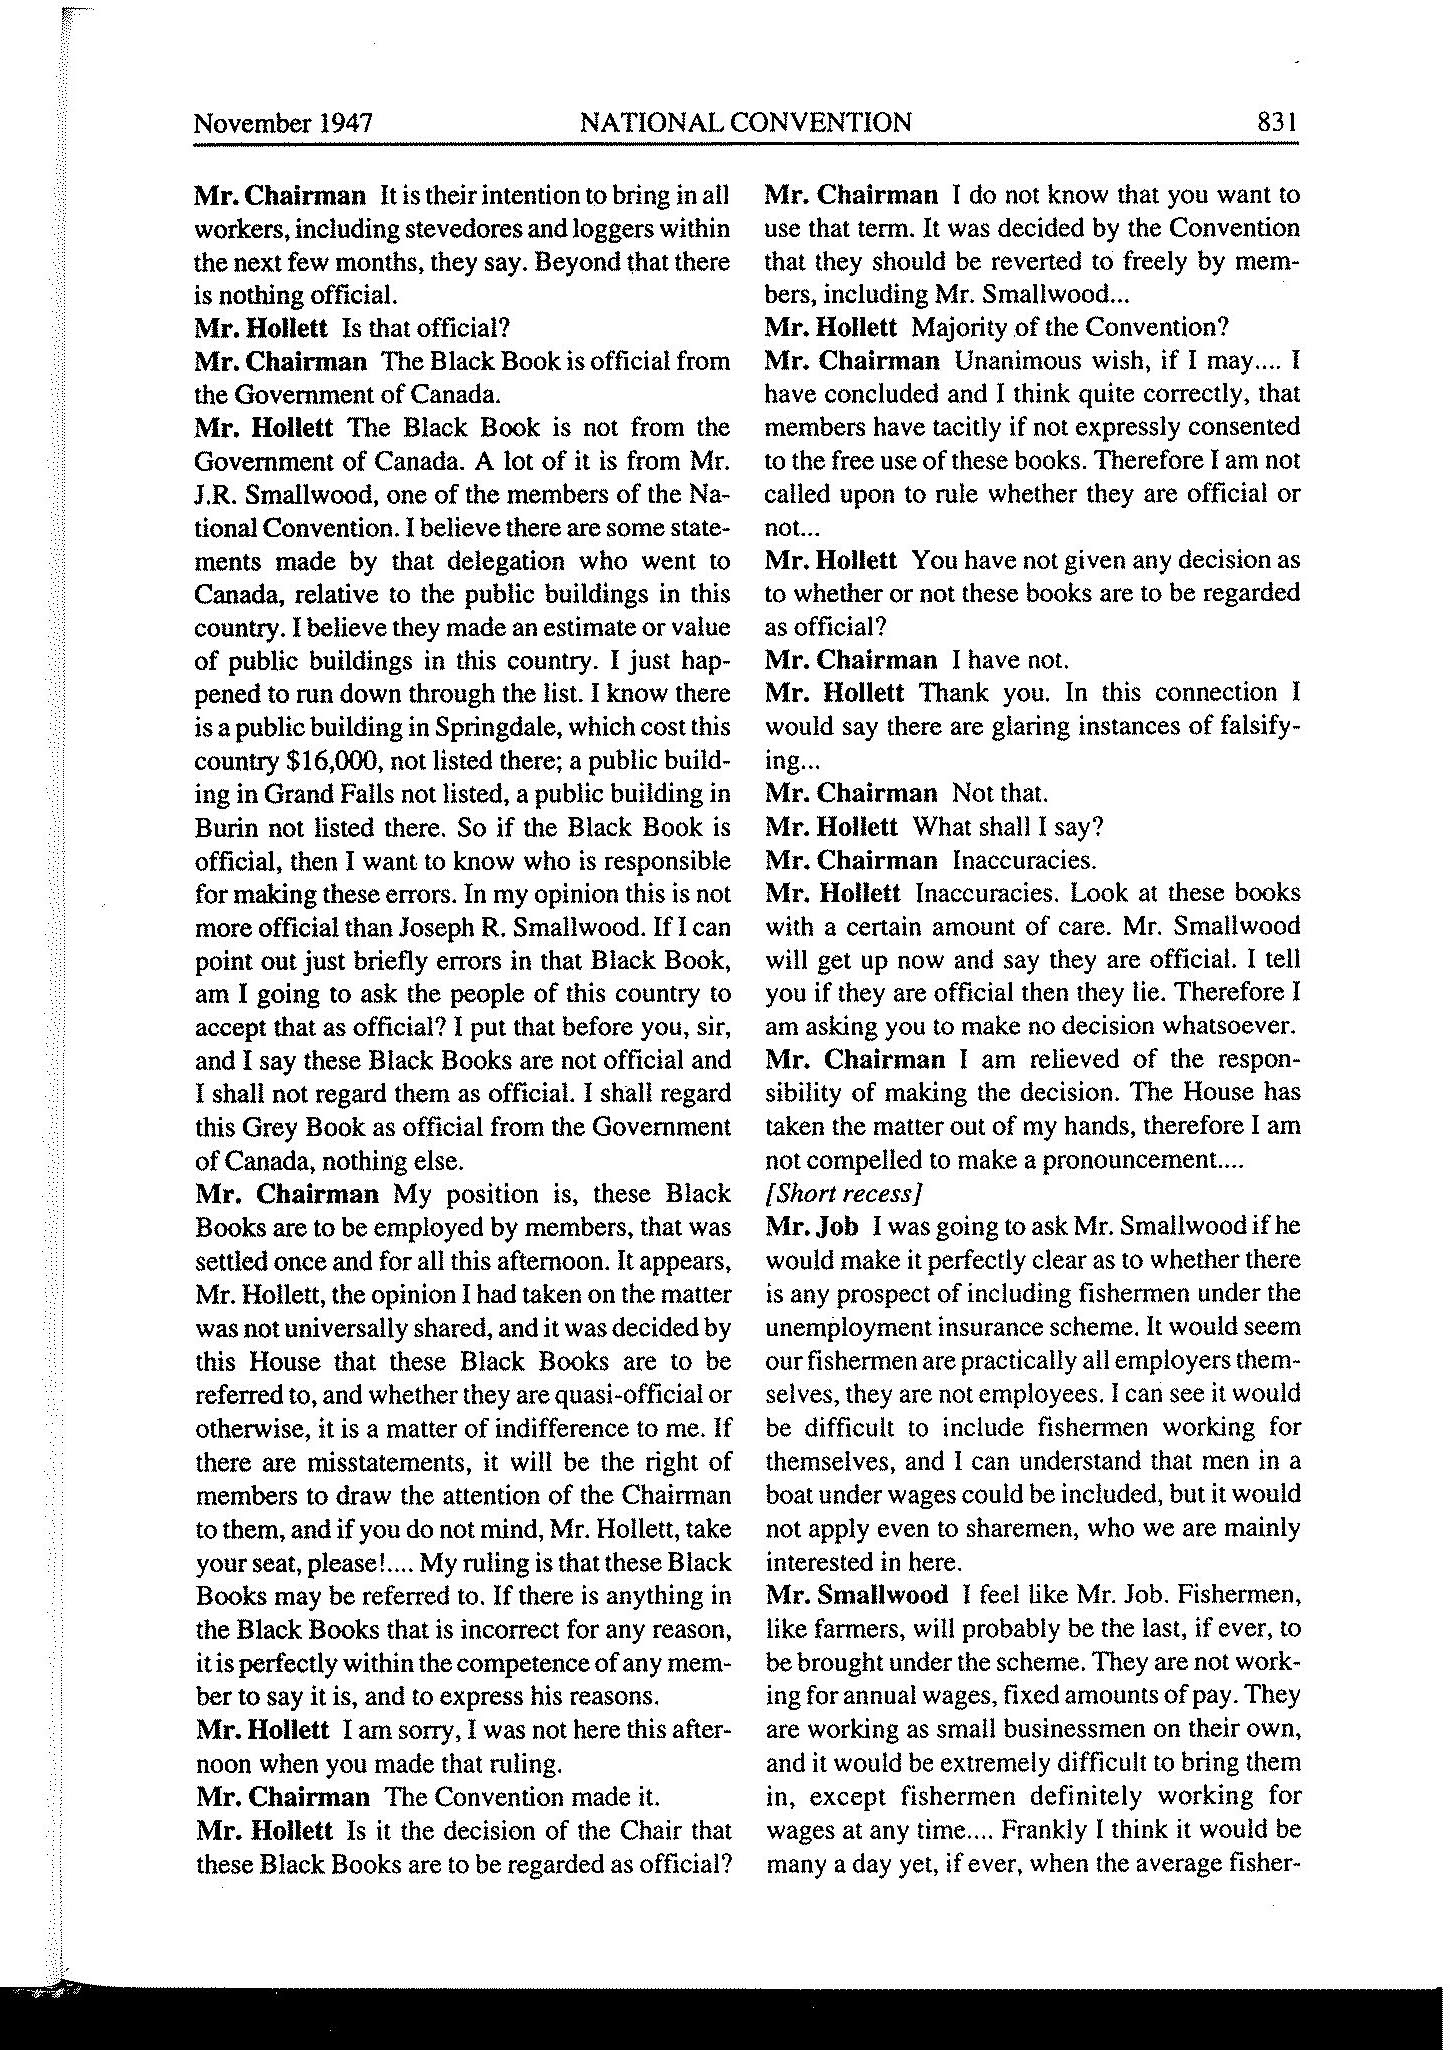 November 1947 NATIONAL CONVENTION 831
Mr. Chairman It is their intention to bring in all
workers, including stevedores and loggers within
the next few months, they say. Beyond that there
is nothing official.
Mr. Hollett Is that official?
Mr. Chairman The Black Book is official from
the Government of Canada.
Mr. Hollett The Black Book is not from the
Government of Canada. A lot of it is from Mr.
J.R. Smallwood, one of the members of the Na-
tional Convention. I believe there are some state-
ments made by that delegation who went to
Canada, relative to the public buildings in this
country. I believe they made an estimate or value
of public buildings in this country. I just hap-
pened to run down through the list. I know there
is a public building in Springdale, which cost this
country $16,000, not listed there; a public build-
ing in Grand Falls not listed, a public building in
Burin not listed there. So if the Black Book is
official, then I want to know who is responsible
for making these errors. In my opinion this is not
more official than Joseph R. Smallwood. If I can
point out just briefly errors in that Black Book,
am I going to ask the people of this country to
accept that as official? I put that before you, sir,
and I say these Black Books are not official and
I shall not regard them as official. I shall regard
this Grey Book as official from the Government
of Canada, nothing else.
Mr. Chairman My position is, these Black
Books are to be employed by members, that was
settled once and for all this afternoon. It appears,
Mr. Hollett, the opinion I had taken on the matter
was not universally shared, and it was decided by
this House that these Black Books are to be
referred to, and whether they are quasi-official or
otherwise, it is a matter of indifference to me. If
there are misstatements, it will be the right of
members to draw the attention of the Chairman
to them, and if you do not mind, Mr. Hollett, take
your seat, please!.... My ruling is that these Black
Books may be referred to. If there is anything in
the Black Books that is incorrect for any reason,
it is perfectly within the competence of any mem-
ber to say it is, and to express his reasons.
Mr. Hollett I am sorry, I was not here this after-
noon when you made that ruling.
Mr. Chairman The Convention made it.
Mr. Hollett Is it the decision of the Chair that
these Black Books are to be regarded as official?
Mr. Chairman I do not know that you want to
use that term. It was decided by the Convention
that they should be reverted to freely by mem-
bers, including Mr. Smallwood...
Mr. Hollett Majority of the Convention?
Mr. Chairman Unanimous wish, if I may.... I
have concluded and I think quite correctly, that
members have tacitly if not expressly consented
to the free use of these books. Therefore I am not
called upon to rule whether they are official or
not...
Mr. Hollett You have not given any decision as
to whether or not these books are to be regarded
as official?
Mr. Chairman I have not.
Mr. Hollett Thank you. In this connection I
would say there are glaring instances of falsify-
ing...
Mr. Chairman Not that.
Mr. Hollett What shall I say?
Mr. Chairman Inaccuracies.
Mr. Hollett Inaccuracies. Look at these books
with a certain amount of care. Mr. Smallwood
will get up now and say they are official. I tell
you if they are official then they lie. Therefore I
am asking you to make no decision whatsoever.
Mr. Chairman I am relieved of the respon-
sibility of making the decision. The House has
taken the matter out of my hands, therefore I am
not compelled to make a pronouncement....
[Short recess]
Mr. Job I was going to ask Mr. Smallwood if he
would make it perfectly clear as to whether there
is any prospect of including fishermen under the
unemployment insurance scheme. It would seem
our fishermen are practically all employers them-
selves, they are not employees. I can see it would
be difficult to include fishermen working for
themselves, and I can understand that men in a
boat under wages could be included, but it would
not apply even to sharemen, who we are mainly
interested in here.
Mr. Smallwood I feel like Mr. Job. Fishermen,
like farmers, will probably be the last, if ever, to
be brought under the scheme. They are not work-
ing for annual wages, fixed amounts of pay. They
are working as small businessmen on their own,
and it would be extremely difficult to bring them
in, except fishermen definitely working for
wages at any time.... Frankly I think it would be
many a day yet, if ever, when the average fisher-